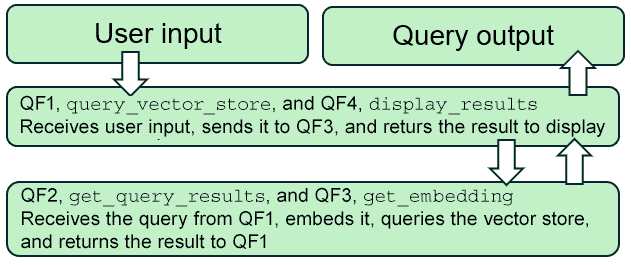 User input
Query output
QF1, query_vector_store, and QF4, display_results
Receives user input, sends it to QF3, and returs the result to display
QF2, get_query_results, and QF3, get_embedding
Receives the query from QF1, embeds it, queries the vector store,
and returns the result to QF1